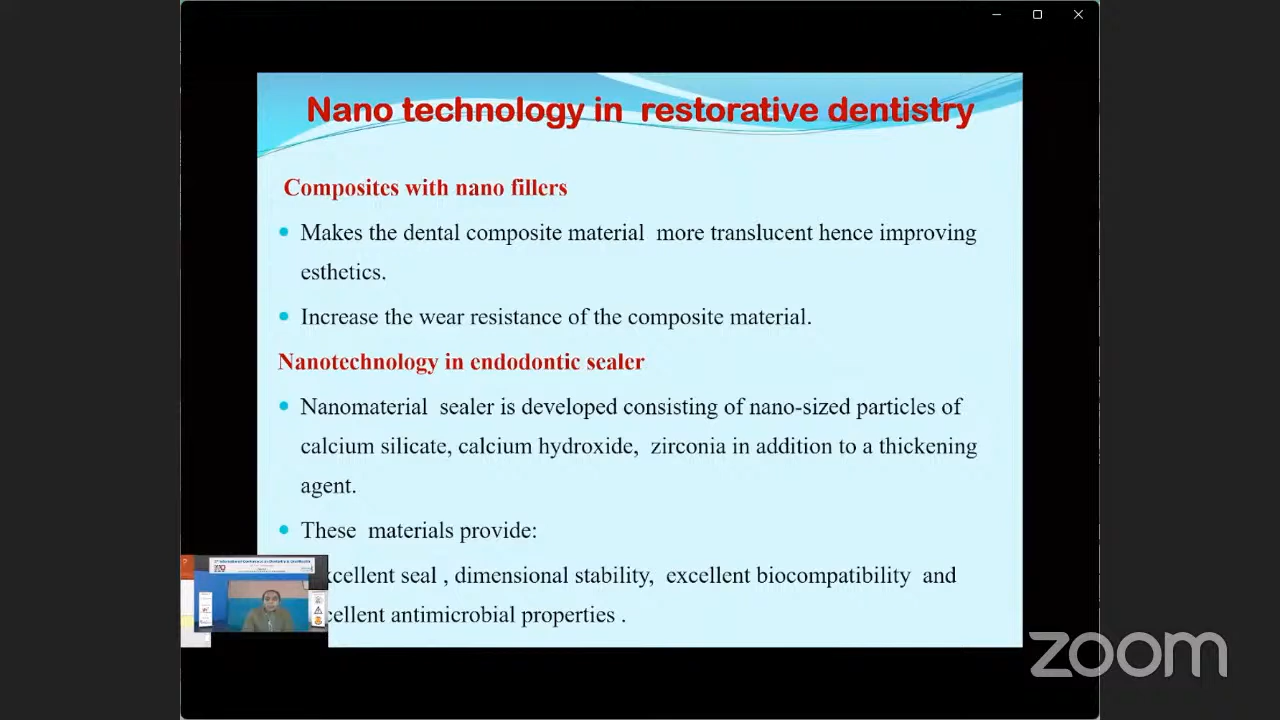 Nano technology in restorative dentistry
Composites with nano fillers
Makes the dental composite material more translucent hence improving
esthetics.
Increase the wear resistance of the composite material.
Nanotechnology in endodontic sealer
Nanomaterial sealer is developed consisting of nano-sized particles of
calcium silicate, calcium hydroxide, zirconia in addition to a thickening
agent.
These materials provide:
xcellent seal , dimensional stability, excellent biocompatibility and
cellent antimicrobial properties .
zoom